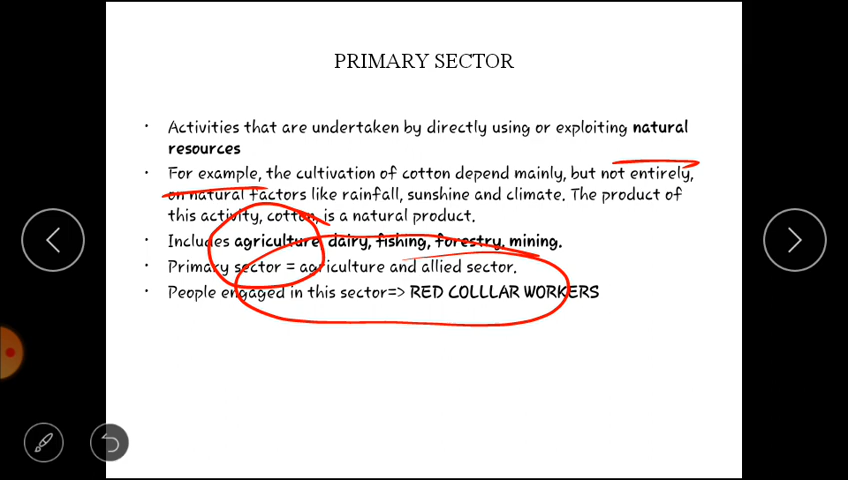 PRIMARY SECTOR
· Activities that are undertaken by directly using or exploiting natural
resources
· For example, the cultivation of cotton depend mainly, but not entirely,
on natural factors like rainfall, sunshine and climate. The product of
this activity, cotton, is a natural product.
· Includes agriculture, dairy, fishing, forestry, mining.
· Primary sector = agriculture and allied sector.
· People engaged in this sector=> RED COLLLAR WORKERS